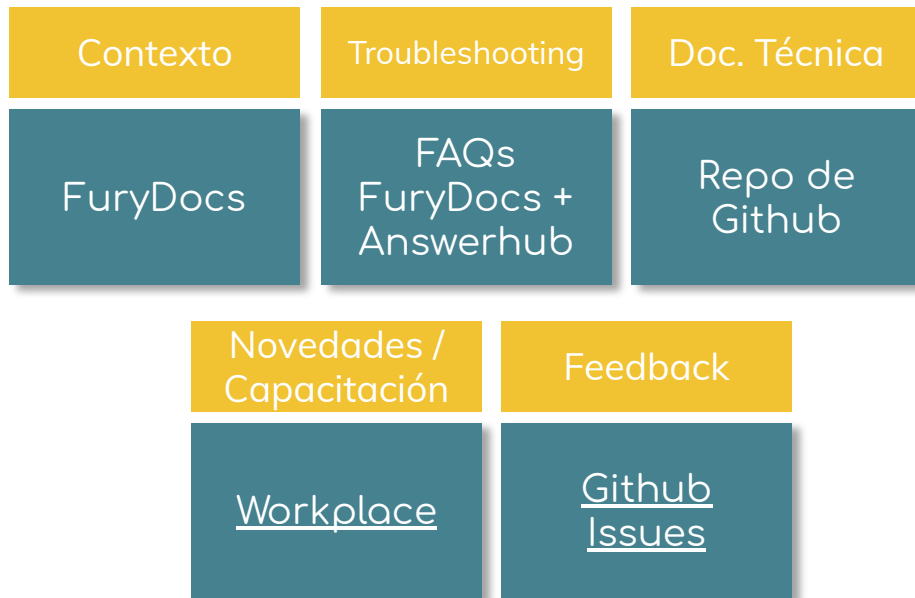 Contexto
Troubleshooting
Doc. Técnica
FuryDocs
FAQs
FuryDocs +
Answerhub
Repo de
Github
Novedades /
Capacitación
Feedback
Workplace
Github
Issues